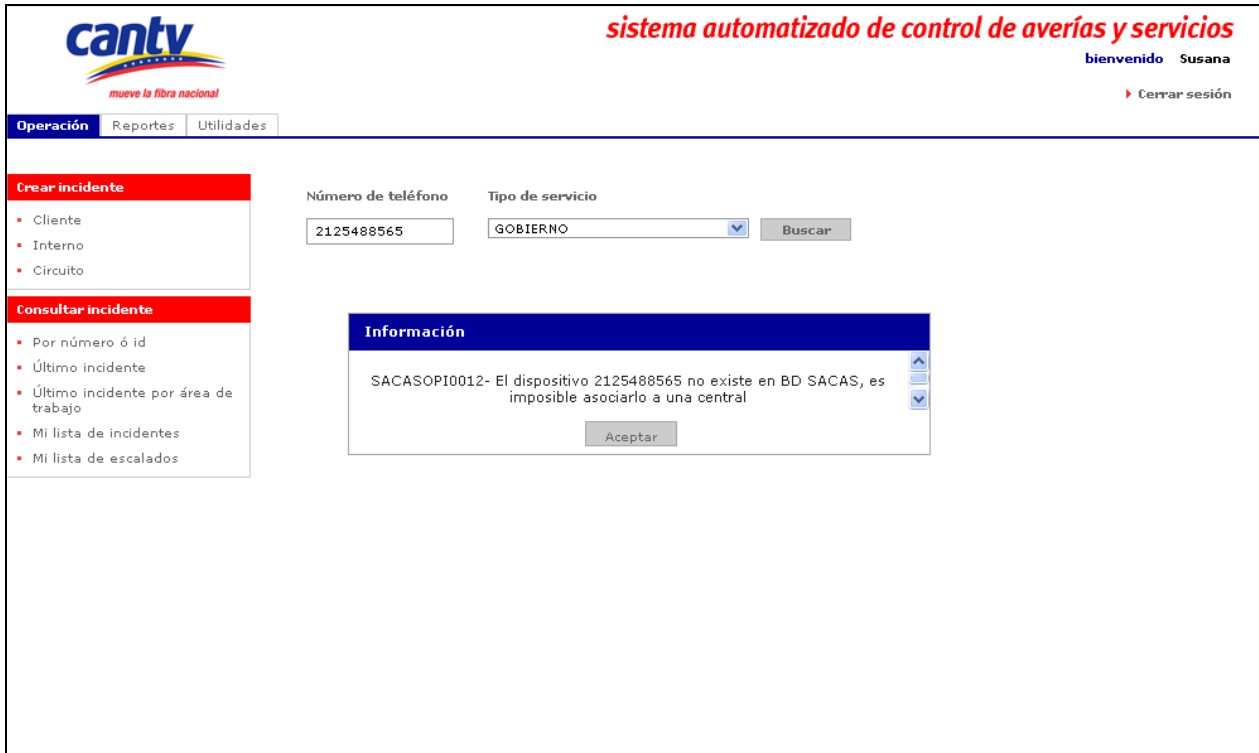 cantv
mueve la fibra nacional
sistema automatizado de control de averías y servicios
bienvenido Susana
Cerrar sesión
Operación Reportes Utilidades
Crear incidente
Cliente
Interno
Circuito
Consultar incidente
Por número ó id
Último incidente
Último incidente por área de
trabajo
Mi lista de incidentes
Mi lista de escalados
Número de teléfono Tipo de servicio
2125488565 GOBIERNO Buscar
Información
SACASOPI0012- El dispositivo 2125488565 no existe en BD SACAS, es
imposible asociarlo a una central
Aceptar